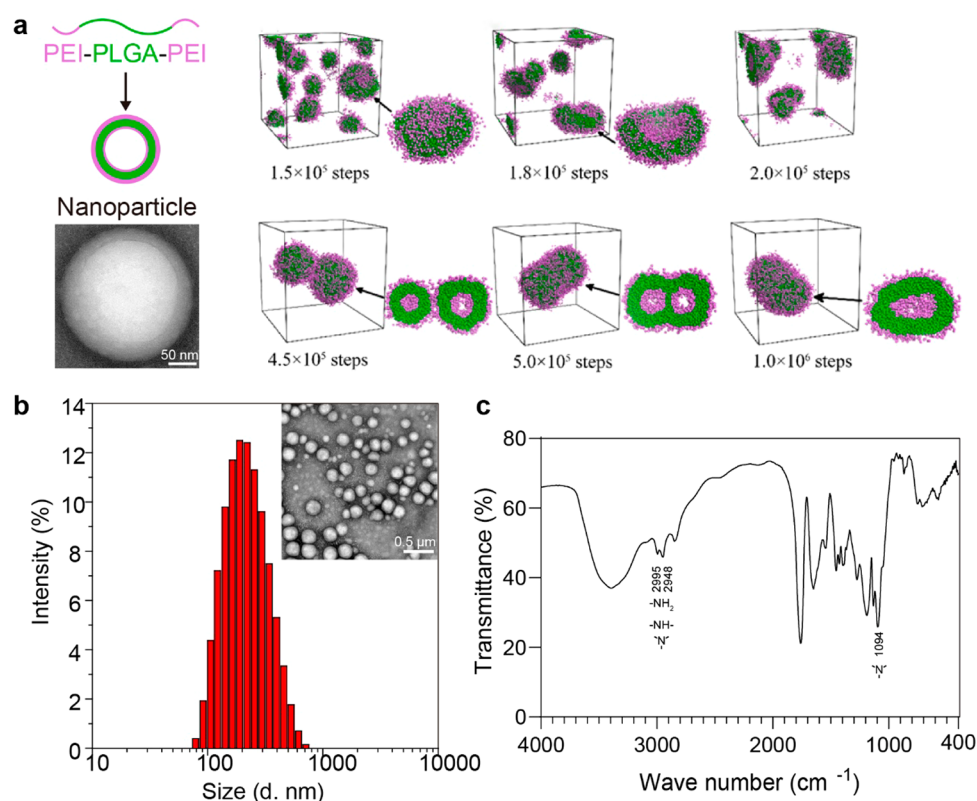 a
PEI-PLGA-PEI
Nanoparticle
50 nm
1.5×10⁵ steps
1.8×10⁵ steps
2.0×10⁵ steps
4.5×10⁵ steps
5.0×10⁵ steps
1.0×10⁶ steps
b
Intensity (%)
14
12
10
8
6
4
2
0
10
100
1000
10000
Size (d. nm)
0.5 µm
c
Transmittance (%)
80
60
40
20
0
2995
2948
-NH₂
-NH-
`N´
-
1094
`N´
-
4000
3000
2000
1000
400
Wave number (cm ⁻¹)